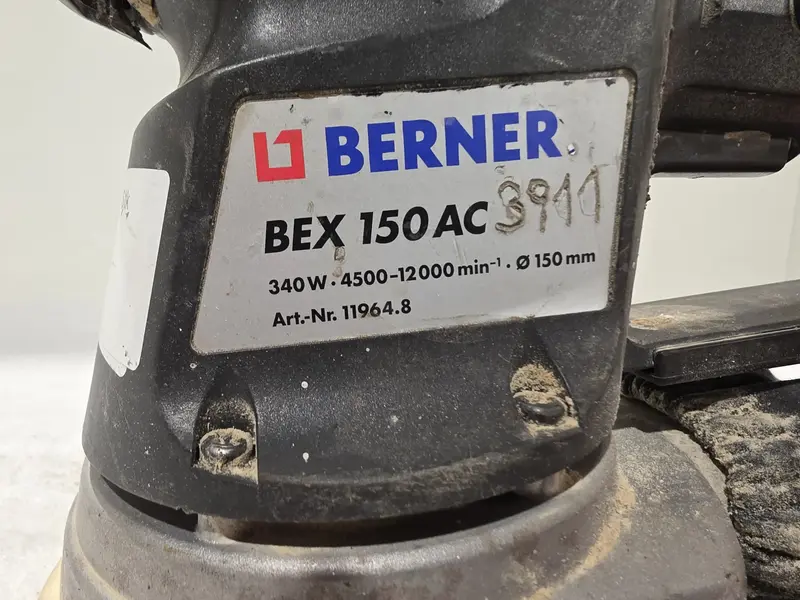 BERNER
BEX 150 AC 3911
340 W · 4500–12000 min⁻¹ · Ø 150 mm
Art.-Nr. 11964.8